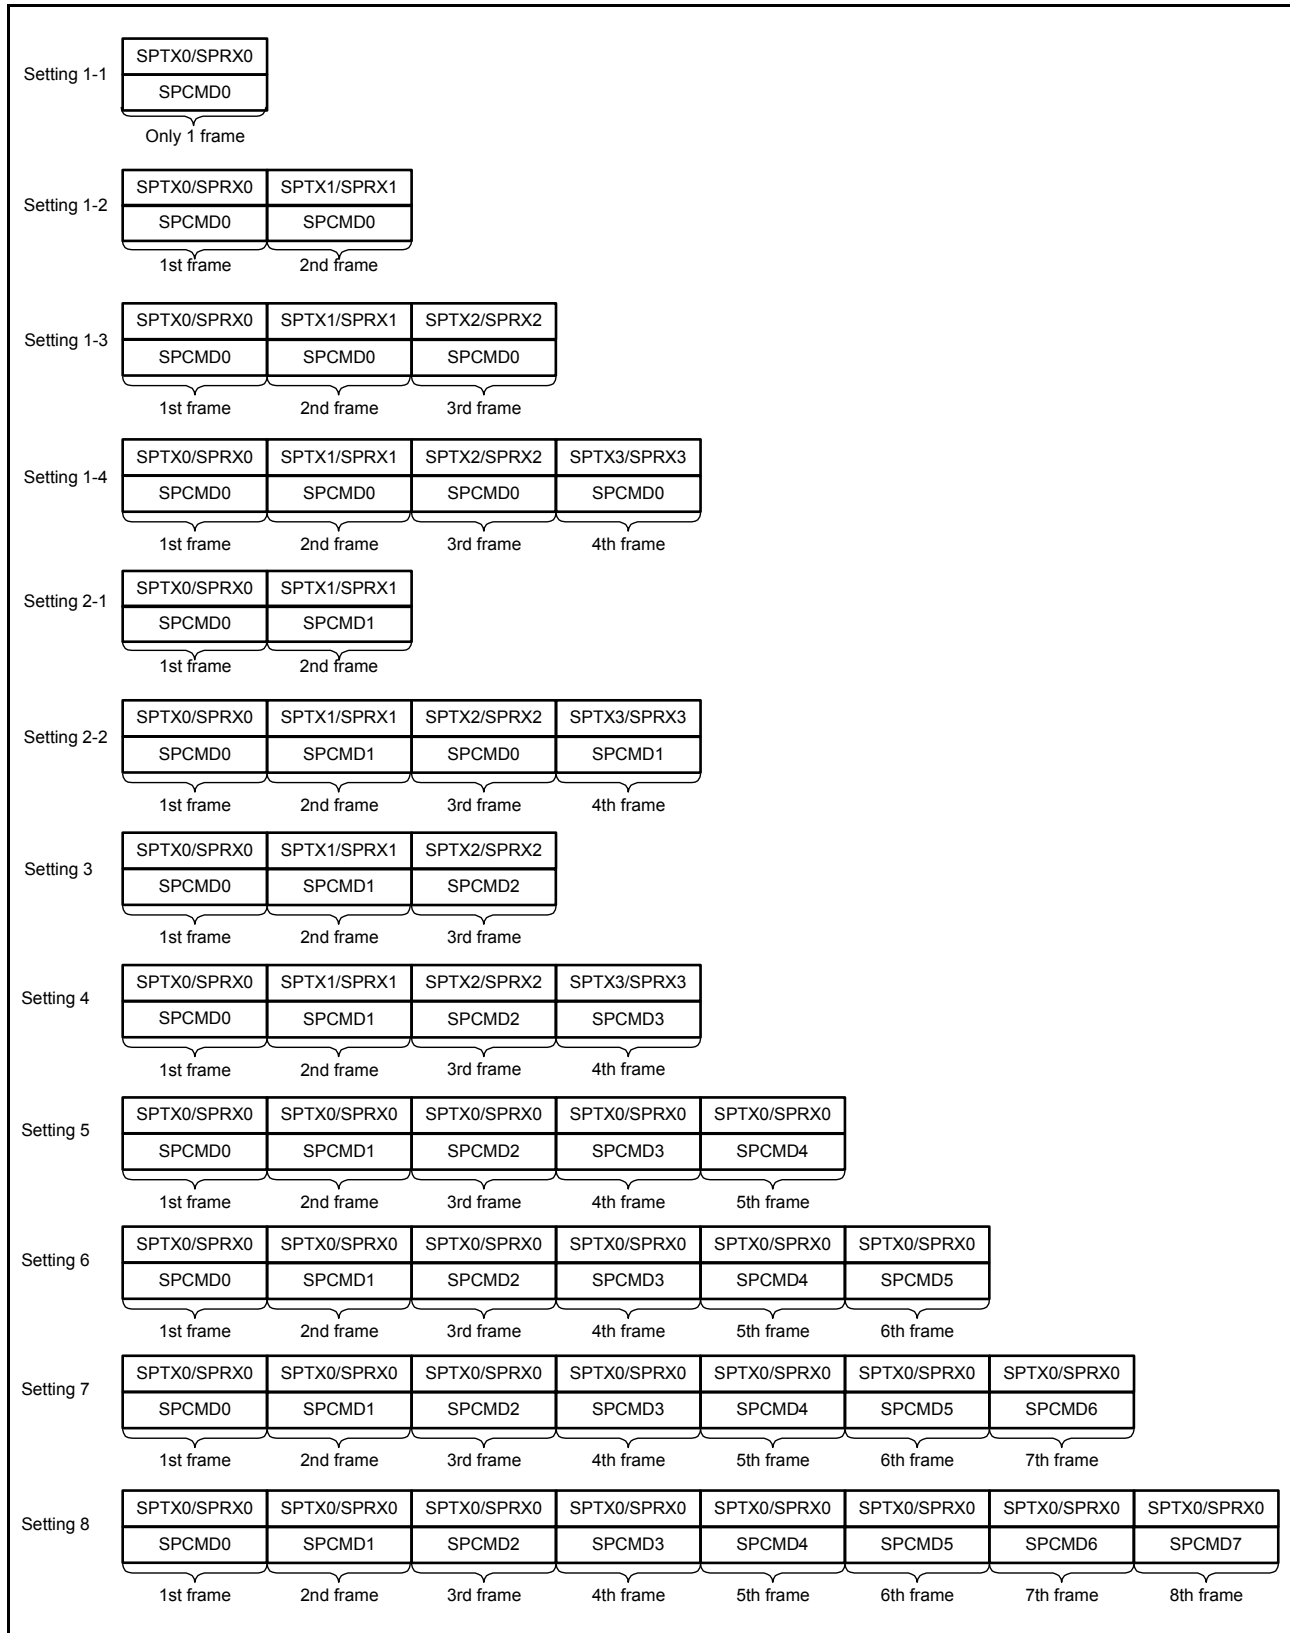 SPTX0/SPRX0
Setting 1-1
SPCMD0
Only 1 frame
SPTX0/SPRX0 SPTX1/SPRX1
Setting 1-2
SPCMD0 SPCMD0
1st frame 2nd frame
SPTX0/SPRX0 SPTX1/SPRX1 SPTX2/SPRX2
Setting 1-3
SPCMD0 SPCMD0 SPCMD0
1st frame 2nd frame 3rd frame
SPTX0/SPRX0 SPTX1/SPRX1 SPTX2/SPRX2 SPTX3/SPRX3
Setting 1-4
SPCMD0 SPCMD0 SPCMD0 SPCMD0
1st frame 2nd frame 3rd frame 4th frame
SPTX0/SPRX0 SPTX1/SPRX1
Setting 2-1
SPCMD0 SPCMD1
1st frame 2nd frame
SPTX0/SPRX0 SPTX1/SPRX1 SPTX2/SPRX2 SPTX3/SPRX3
Setting 2-2
SPCMD0 SPCMD1 SPCMD0 SPCMD1
1st frame 2nd frame 3rd frame 4th frame
SPTX0/SPRX0 SPTX1/SPRX1 SPTX2/SPRX2
Setting 3
SPCMD0 SPCMD1 SPCMD2
1st frame 2nd frame 3rd frame
SPTX0/SPRX0 SPTX1/SPRX1 SPTX2/SPRX2 SPTX3/SPRX3
Setting 4
SPCMD0 SPCMD1 SPCMD2 SPCMD3
1st frame 2nd frame 3rd frame 4th frame
SPTX0/SPRX0 SPTX0/SPRX0 SPTX0/SPRX0 SPTX0/SPRX0 SPTX0/SPRX0
Setting 5
SPCMD0 SPCMD1 SPCMD2 SPCMD3 SPCMD4
1st frame 2nd frame 3rd frame 4th frame 5th frame
SPTX0/SPRX0 SPTX0/SPRX0 SPTX0/SPRX0 SPTX0/SPRX0 SPTX0/SPRX0 SPTX0/SPRX0
Setting 6
SPCMD0 SPCMD1 SPCMD2 SPCMD3 SPCMD4 SPCMD5
1st frame 2nd frame 3rd frame 4th frame 5th frame 6th frame
SPTX0/SPRX0 SPTX0/SPRX0 SPTX0/SPRX0 SPTX0/SPRX0 SPTX0/SPRX0 SPTX0/SPRX0 SPTX0/SPRX0
Setting 7
SPCMD0 SPCMD1 SPCMD2 SPCMD3 SPCMD4 SPCMD5 SPCMD6
1st frame 2nd frame 3rd frame 4th frame 5th frame 6th frame 7th frame
SPTX0/SPRX0 SPTX0/SPRX0 SPTX0/SPRX0 SPTX0/SPRX0 SPTX0/SPRX0 SPTX0/SPRX0 SPTX0/SPRX0 SPTX0/SPRX0
Setting 8
SPCMD0 SPCMD1 SPCMD2 SPCMD3 SPCMD4 SPCMD5 SPCMD6 SPCMD7
1st frame 2nd frame 3rd frame 4th frame 5th frame 6th frame 7th frame 8th frame